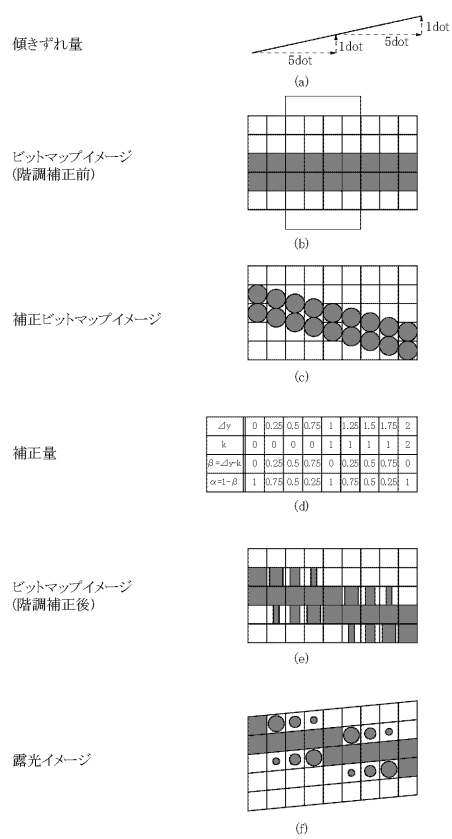 傾きずれ量
1dot
1dot
5dot
5dot
(a)
ビットマップイメージ
(階調補正前)
(b)
補正ビットマップイメージ
(c)
補正量
⊿y 0 0.25 0.5 0.75 1 1.25 1.5 1.75 2
k 0 0 0 0 1 1 1 1 2
β=⊿y-k 0 0.25 0.5 0.75 0 0.25 0.5 0.75 0
α=1-β 1 0.75 0.5 0.25 1 0.75 0.5 0.25 1
(d)
ビットマップイメージ
(階調補正後)
(e)
露光イメージ
(f)